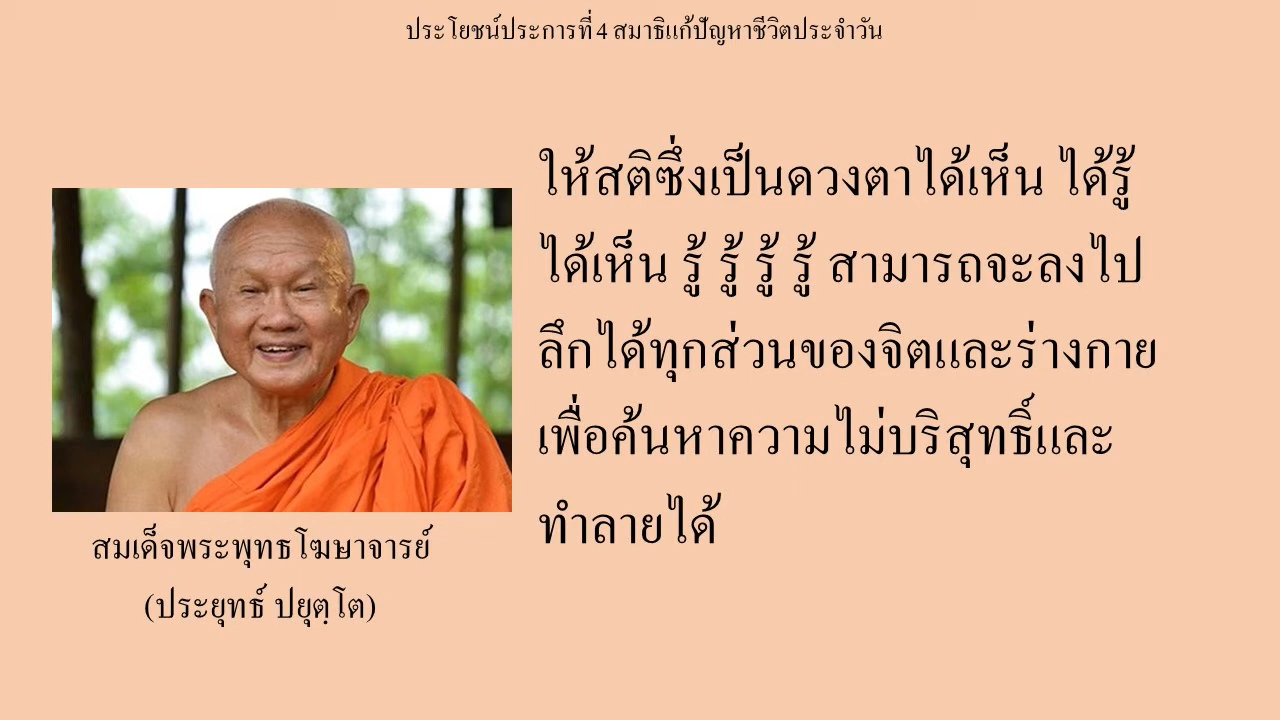 ประโยชน์ประการที่ 4 สมาธิแก้ปัญหาชีวิตประจำวัน
ให้สติซึ่งเป็นดวงตาได้เห็น ได้รู้
ได้เห็น รู้ รู้ รู้ รู้ สามารถจะลงไป
ลึกได้ทุกส่วนของจิตและร่างกาย
เพื่อค้นหาความไม่บริสุทธิ์และ
ทำลายได้
สมเด็จพระพุทธโฆษาจารย์
(ประยุทธ์ ปยุตฺโต)